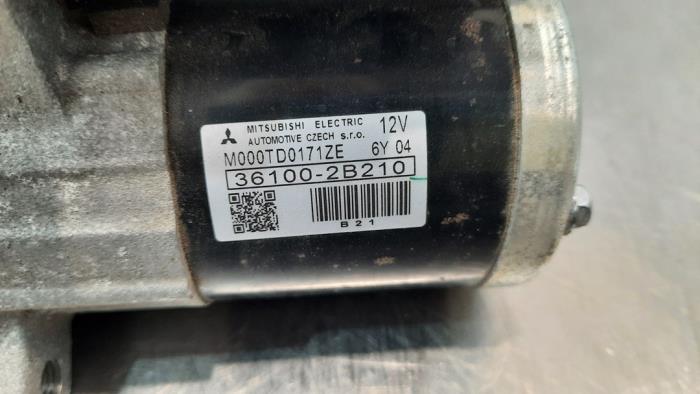 MITSUBISHI ELECTRIC 12V
AUTOMOTIVE CZECH s.r.o.
M000TD0171ZE 6Y 04
36100-2B210
B21